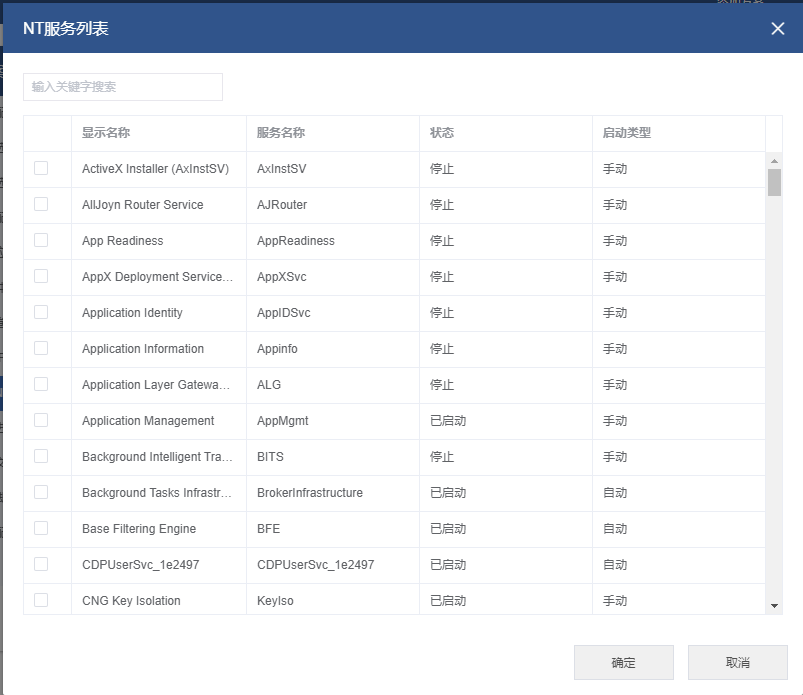 NT服务列表
输入关键字搜索
显示名称 服务名称 状态 启动类型
ActiveX Installer (AxInstSV) AxInstSV 停止 手动
AllJoyn Router Service AJRouter 停止 手动
App Readiness AppReadiness 停止 手动
AppX Deployment Service... AppXSvc 停止 手动
Application Identity AppIDSvc 停止 手动
Application Information Appinfo 停止 手动
Application Layer Gatewa... ALG 停止 手动
Application Management AppMgmt 已启动 手动
Background Intelligent Tra... BITS 停止 手动
Background Tasks Infrastr... BrokerInfrastructure 已启动 自动
Base Filtering Engine BFE 已启动 自动
CDPUserSvc_1e2497 CDPUserSvc_1e2497 已启动 自动
CNG Key Isolation KeyIso 已启动 手动
确定 取消